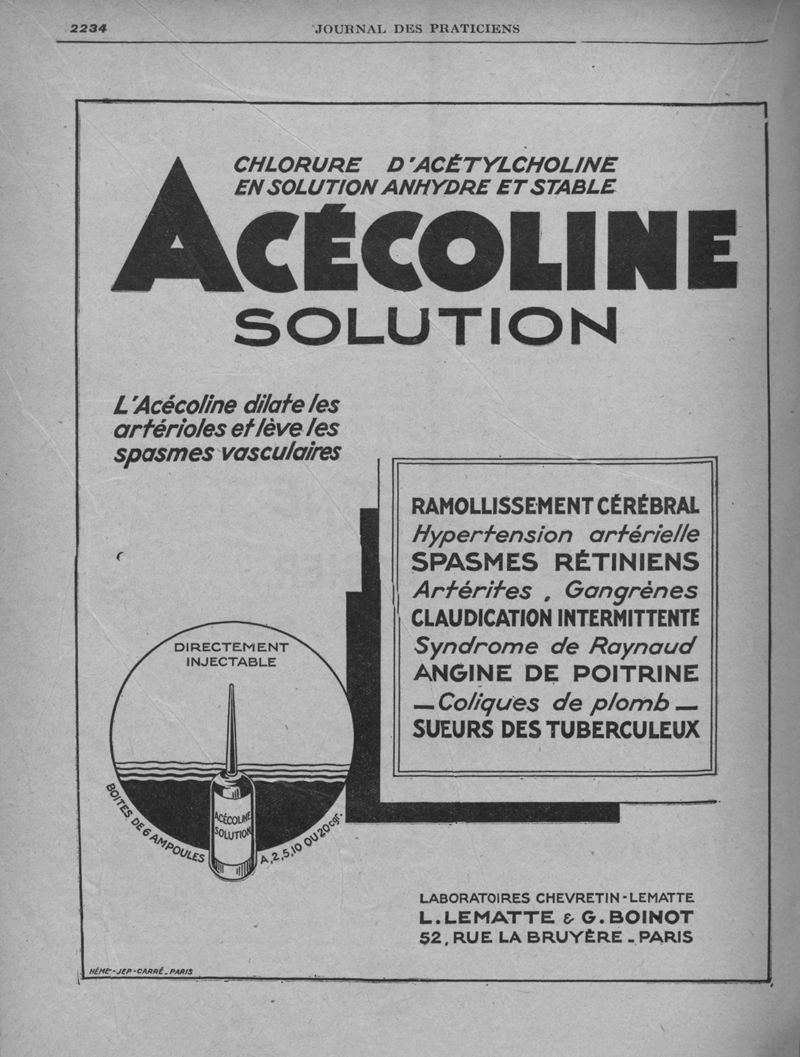 2234
JOURNAL DES PRATICIENS
CHLORURE D'ACÉTYLCHOLINE
EN SOLUTION ANHYDRE ET STABLE
ACÉCOLINE
SOLUTION
L'Acécoline dilate les
artérioles et lève les
spasmes vasculaires
RAMOLLISSEMENT CÉRÉBRAL
Hypertension artérielle
SPASMES RÉTINIENS
Artérites, Gangrènes
CLAUDICATION INTERMITTENTE
Syndrome de Raynaud
ANGINE DE POITRINE
— Coliques de plomb —
SUEURS DES TUBERCULEUX
DIRECTEMENT
INJECTABLE
ACÉCOLINE
SOLUTION
BOITES DE 6 AMPOULES
A, 2, 5, 10 OU 20 cgr.
LABORATOIRES CHEVRETIN-LEMATTE
L. LEMATTE & G. BOINOT
52, RUE LA BRUYÈRE - PARIS
HÉMET-JEP-CARRÉ - PARIS